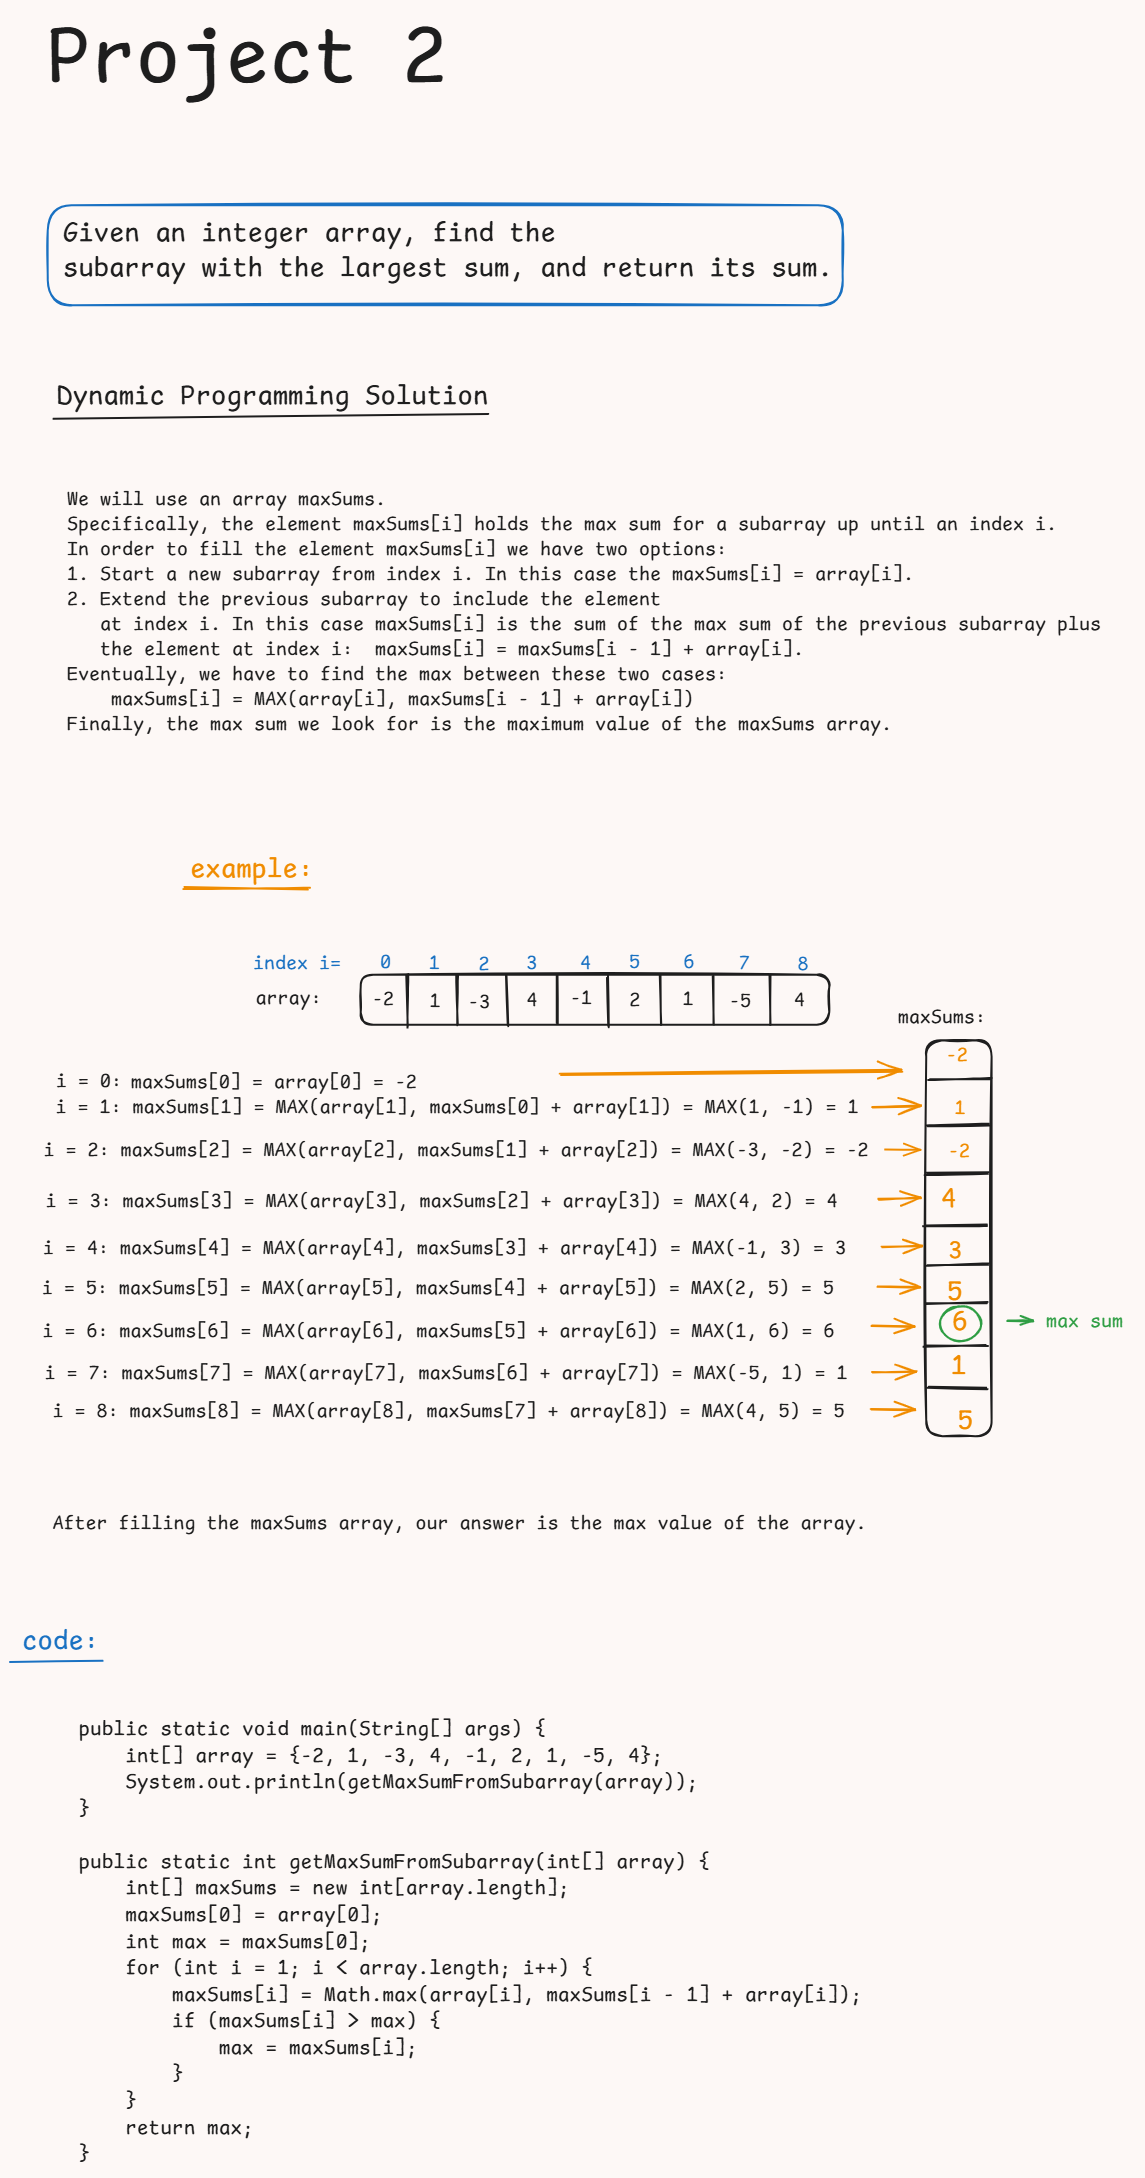 Project 2
Given an integer array, find the
subarray with the largest sum, and return its sum.
Dynamic Programming Solution
We will use an array maxSums.
Specifically, the element maxSums[i] holds the max sum for a subarray up until an index i.
In order to fill the element maxSums[i] we have two options:
1. Start a new subarray from index i. In this case the maxSums[i] = array[i].
2. Extend the previous subarray to include the element
at index i. In this case maxSums[i] is the sum of the max sum of the previous subarray plus
the element at index i:  maxSums[i] = maxSums[i - 1] + array[i].
Eventually, we have to find the max between these two cases:
maxSums[i] = MAX(array[i], maxSums[i - 1] + array[i])
Finally, the max sum we look for is the maximum value of the maxSums array.
example:
index i= 0 1 2 3 4 5 6 7 8
array: -2 1 -3 4 -1 2 1 -5 4
maxSums:
i = 0: maxSums[0] = array[0] = -2 -2
i = 1: maxSums[1] = MAX(array[1], maxSums[0] + array[1]) = MAX(1, -1) = 1 1
i = 2: maxSums[2] = MAX(array[2], maxSums[1] + array[2]) = MAX(-3, -2) = -2 -2
i = 3: maxSums[3] = MAX(array[3], maxSums[2] + array[3]) = MAX(4, 2) = 4 4
i = 4: maxSums[4] = MAX(array[4], maxSums[3] + array[4]) = MAX(-1, 3) = 3 3
i = 5: maxSums[5] = MAX(array[5], maxSums[4] + array[5]) = MAX(2, 5) = 5 5
i = 6: maxSums[6] = MAX(array[6], maxSums[5] + array[6]) = MAX(1, 6) = 6 6 max sum
i = 7: maxSums[7] = MAX(array[7], maxSums[6] + array[7]) = MAX(-5, 1) = 1 1
i = 8: maxSums[8] = MAX(array[8], maxSums[7] + array[8]) = MAX(4, 5) = 5 5
After filling the maxSums array, our answer is the max value of the array.
code:
public static void main(String[] args) {
int[] array = {-2, 1, -3, 4, -1, 2, 1, -5, 4};
System.out.println(getMaxSumFromSubarray(array));
}
public static int getMaxSumFromSubarray(int[] array) {
int[] maxSums = new int[array.length];
maxSums[0] = array[0];
int max = maxSums[0];
for (int i = 1; i < array.length; i++) {
maxSums[i] = Math.max(array[i], maxSums[i - 1] + array[i]);
if (maxSums[i] > max) {
max = maxSums[i];
}
}
return max;
}